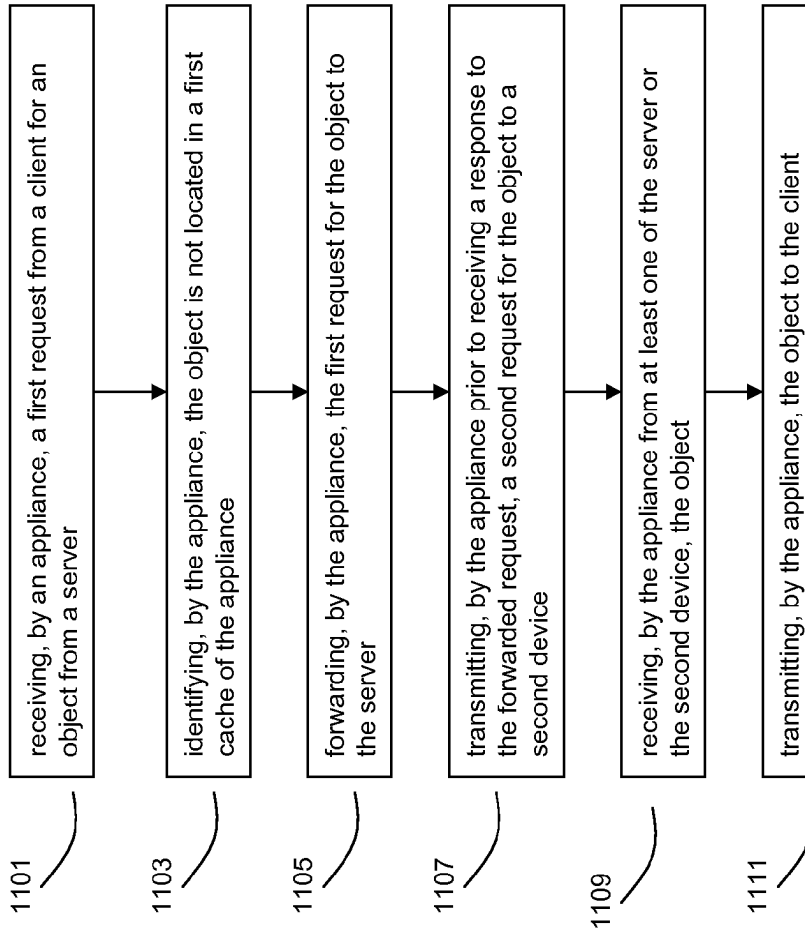 1101
receiving, by an appliance, a first request from a client for an
object from a server
1103
identifying, by the appliance, the object is not located in a first
cache of the appliance
1105
forwarding, by the appliance, the first request for the object to
the server
1107
transmitting, by the appliance prior to receiving a response to
the forwarded request, a second request for the object to a
second device
1109
receiving, by the appliance from at least one of the server or
the second device, the object
1111
transmitting, by the appliance, the object to the client